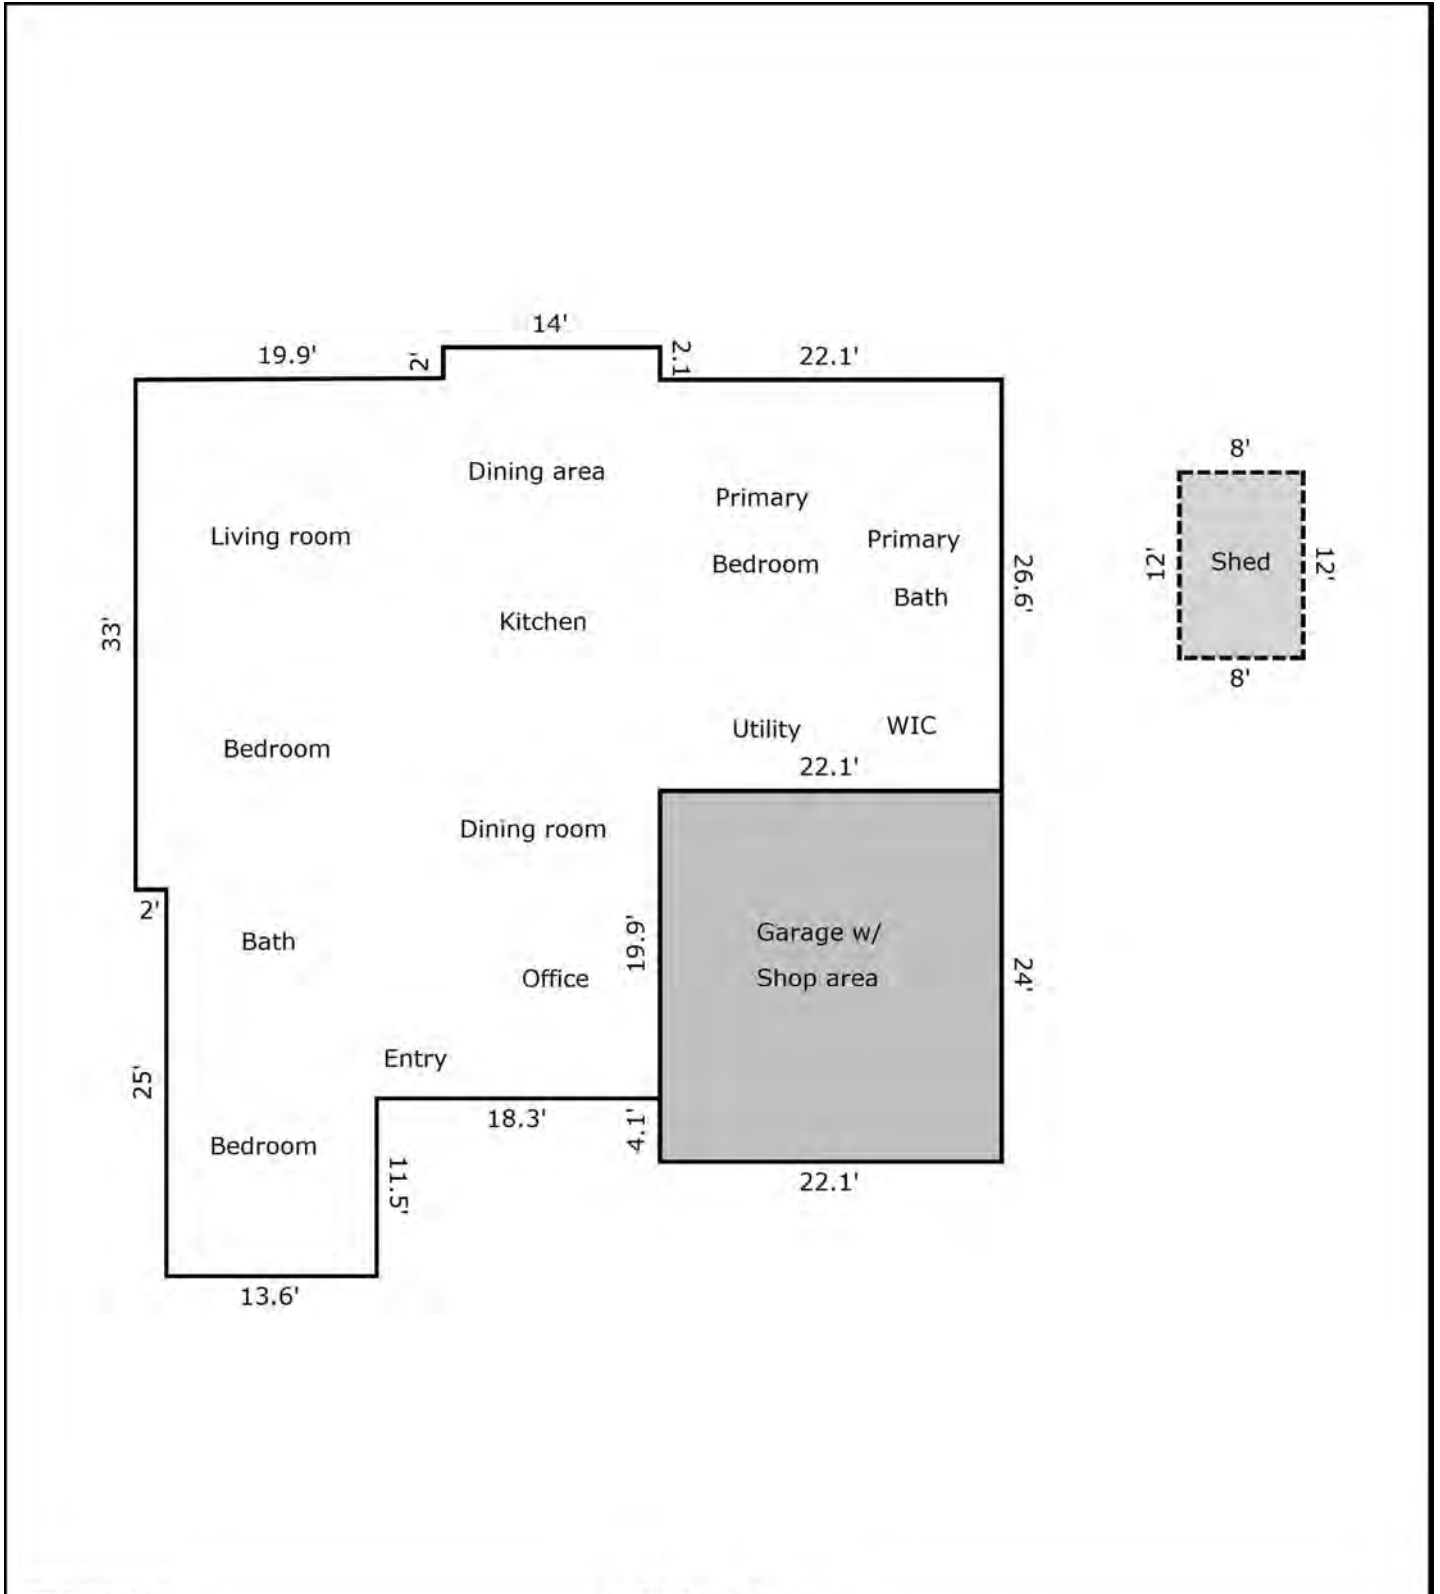 14'
19.9'
2'
2.1
22.1'
8'
Dining area
Primary
Living room
Primary
Bedroom
12'
Shed
12'
26.6'
Bath
Kitchen
33'
8'
Utility
WIC
Bedroom
22.1'
Dining room
2'
Bath
19.9'
Garage w/
Office
Shop area
24'
Entry
25'
18.3'
4.1'
Bedroom
11.5'
22.1'
13.6'